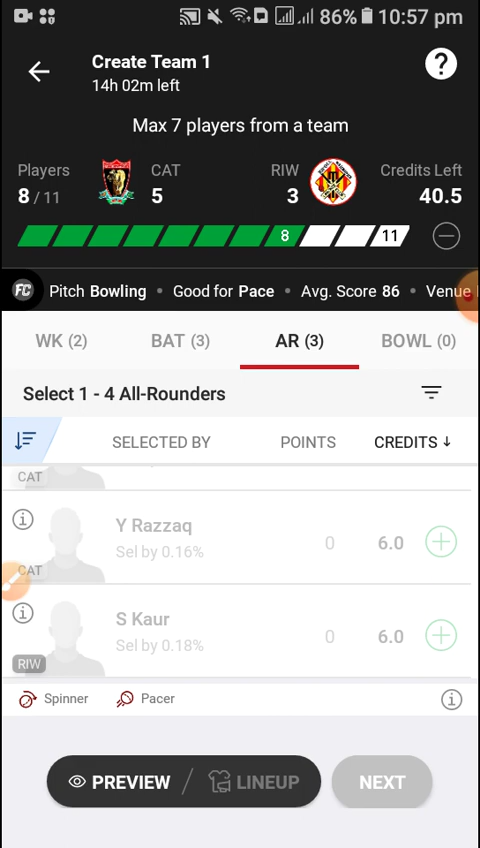 86% 10:57 pm
Create Team 1
14h 02m left
?
Max 7 players from a team
Players CAT RIW Credits Left
8 / 11 5 3 40.5
8 11
FC Pitch Bowling • Good for Pace • Avg. Score 86 • Venue
WK (2) BAT (3) AR (3) BOWL (0)
Select 1 - 4 All-Rounders
SELECTED BY POINTS CREDITS ↓
CAT
Y Razzaq
Sel by 0.16% 0 6.0
CAT
S Kaur
Sel by 0.18% 0 6.0
RIW
Spinner Pacer
PREVIEW / LINEUP NEXT